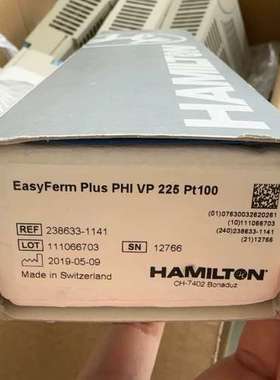 HAMILTON
EasyFerm Plus PHI VP 225 Pt100
REF 238633-1141
LOT 111066703 SN 12766
2019-05-09
Made in Switzerland
(01)07630032620261
(10)111066703
(240)238633-1141
(21)12766
HAMILTON
CH-7402 Bonaduz